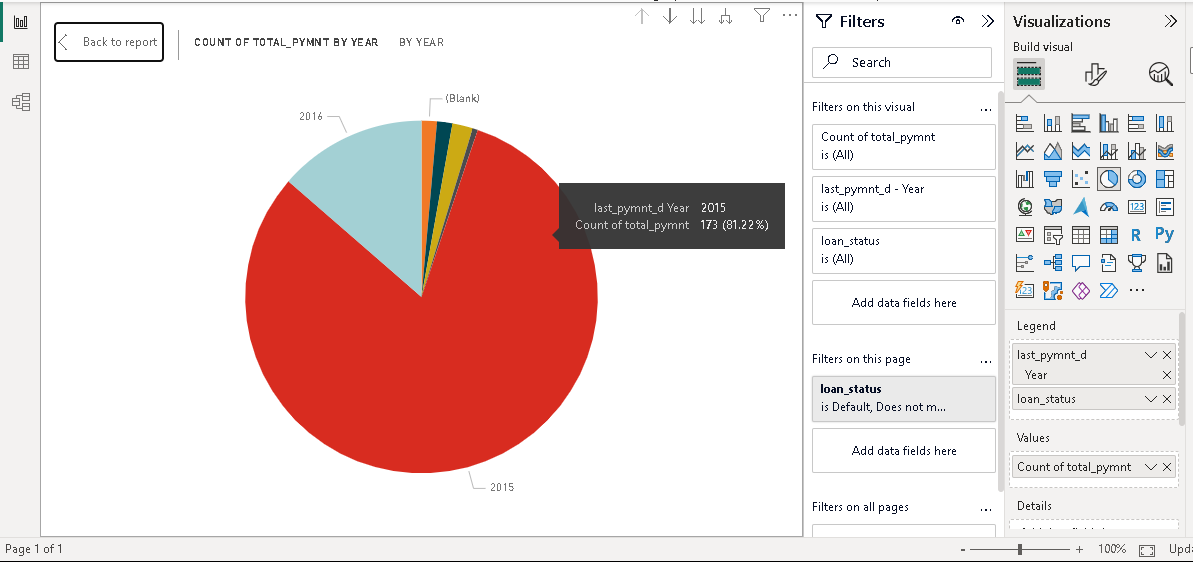 Back to report
COUNT OF TOTAL_PYMNT BY YEAR
BY YEAR
(Blank)
2016
last_pymnt_d Year 2015
Count of total_pymnt 173 (81.22%)
2015
Filters
Search
Filters on this visual
...
Count of total_pymnt
is (All)
last_pymnt_d - Year
is (All)
loan_status
is (All)
Add data fields here
Filters on this page
...
loan_status
is Default, Does not m...
Add data fields here
Filters on all pages
...
Visualizations
Build visual
123
R
Py
123
...
Legend
last_pymnt_d
Year
loan_status
Values
Count of total_pymnt
Details
Page 1 of 1
- + 100%
Upda